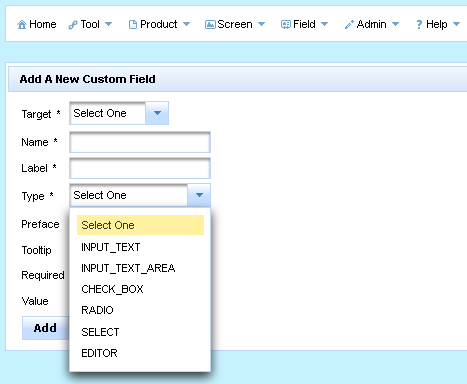 Home Tool Product Screen Field Admin Help
Add A New Custom Field
Target * Select One
Name *
Label *
Type * Select One
Preface
Select One
INPUT_TEXT
Tooltip
INPUT_TEXT_AREA
Required
CHECK_BOX
Value
RADIO
Add
SELECT
EDITOR